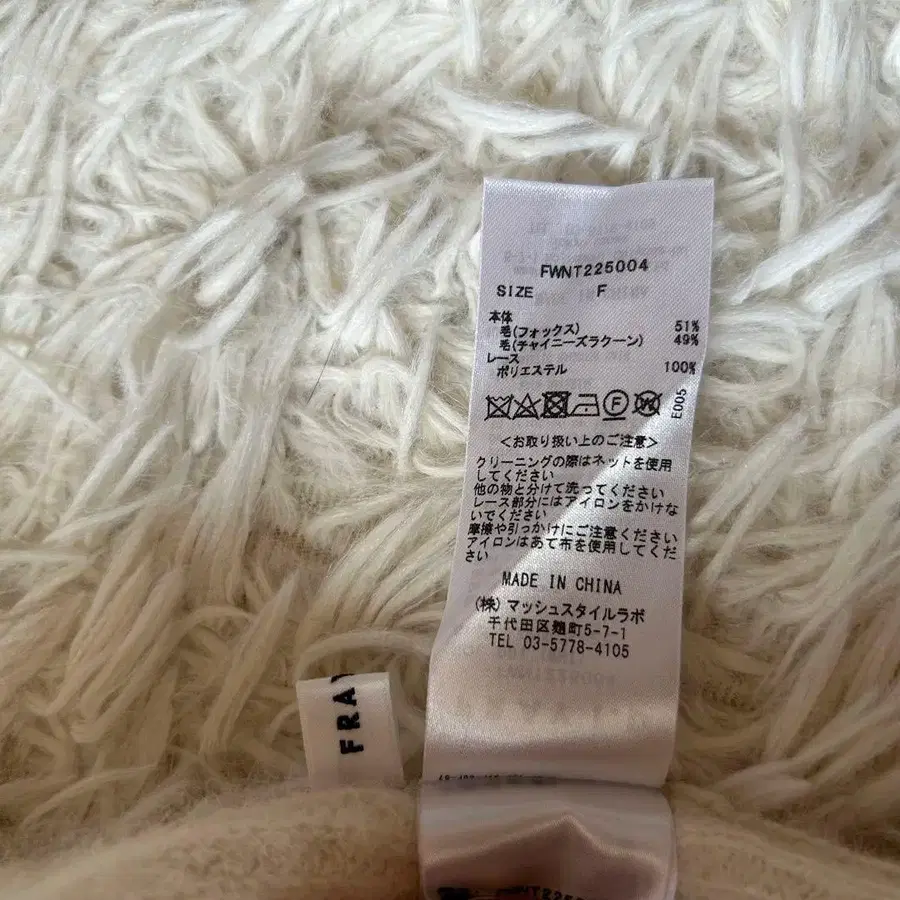 FWNT225004
SIZE F
本体
毛(フォックス) 51%
毛(チャイニーズラクーン) 49%
レース
ポリエステル 100%
F W
E005
<お取り扱い上のご注意>
クリーニングの際はネットを使用
してください
他の物と分けて洗ってください
レース部分にはアイロンをかけな
いでください
摩擦や引っかけにご注意ください
アイロンはあて布を使用してくだ
さい
MADE IN CHINA
(株)マッシュスタイルラボ
千代田区麹町5-7-1
TEL 03-5778-4105
FRA